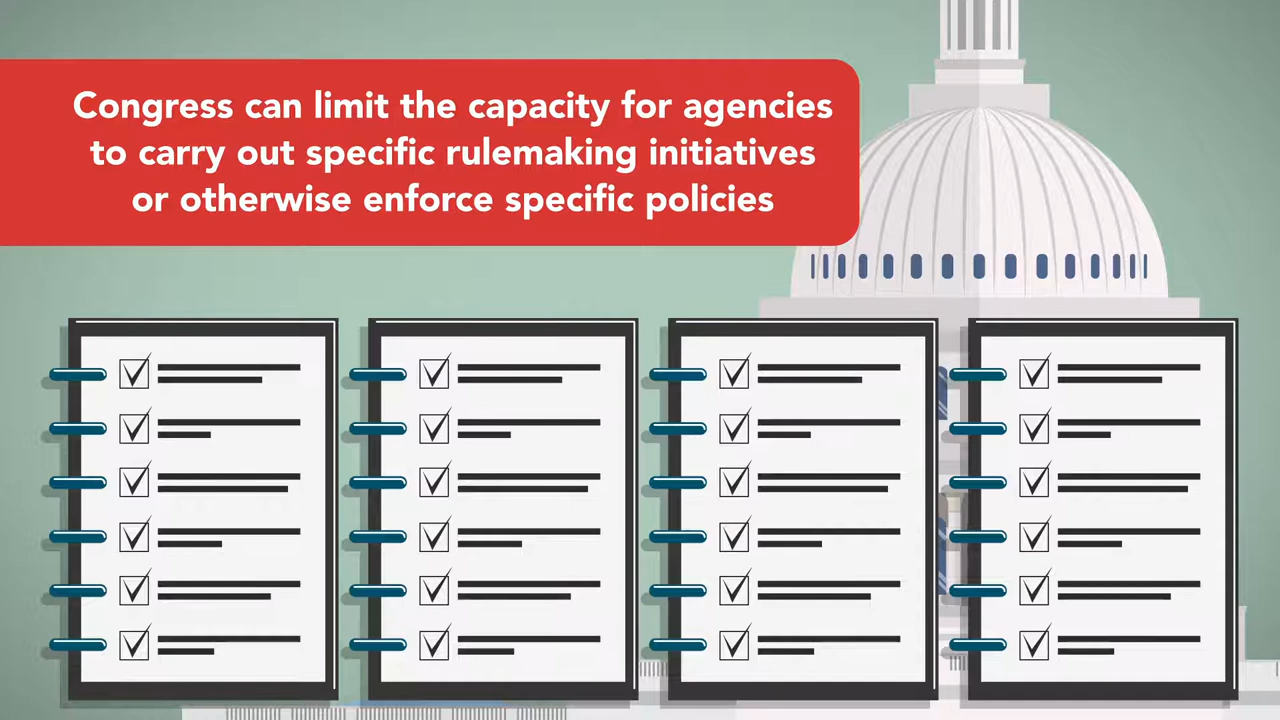 Congress can limit the capacity for agencies
to carry out specific rulemaking initiatives
or otherwise enforce specific policies